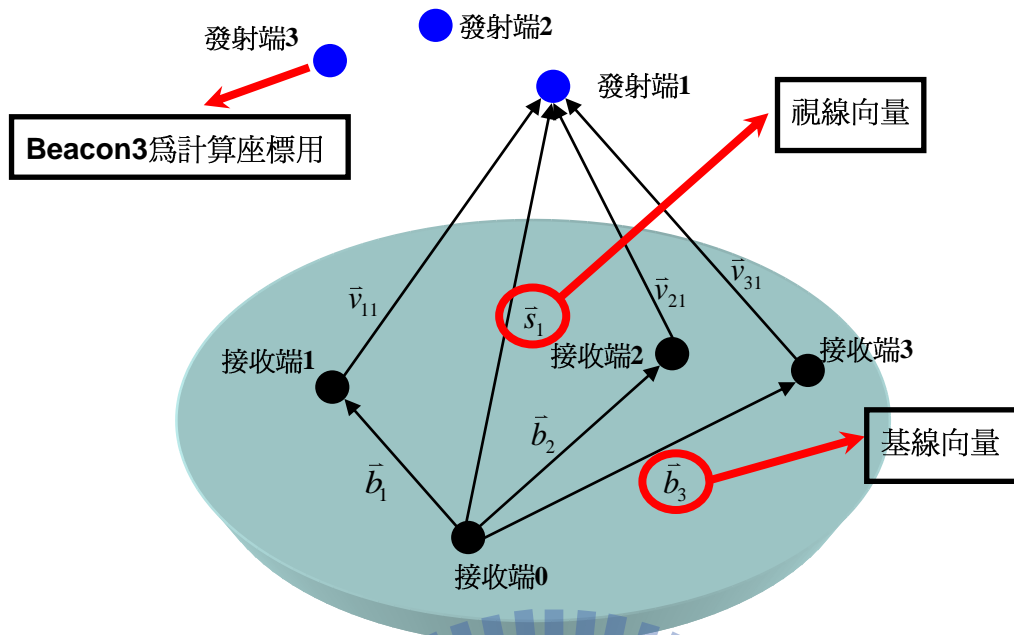 發射端2
發射端3
發射端1
視線向量
Beacon3爲計算座標用
v⃗₁₁
s⃗₁
v⃗₂₁
v⃗₃₁
接收端1
接收端2
接收端3
b⃗₁
b⃗₂
b⃗₃
基線向量
接收端0